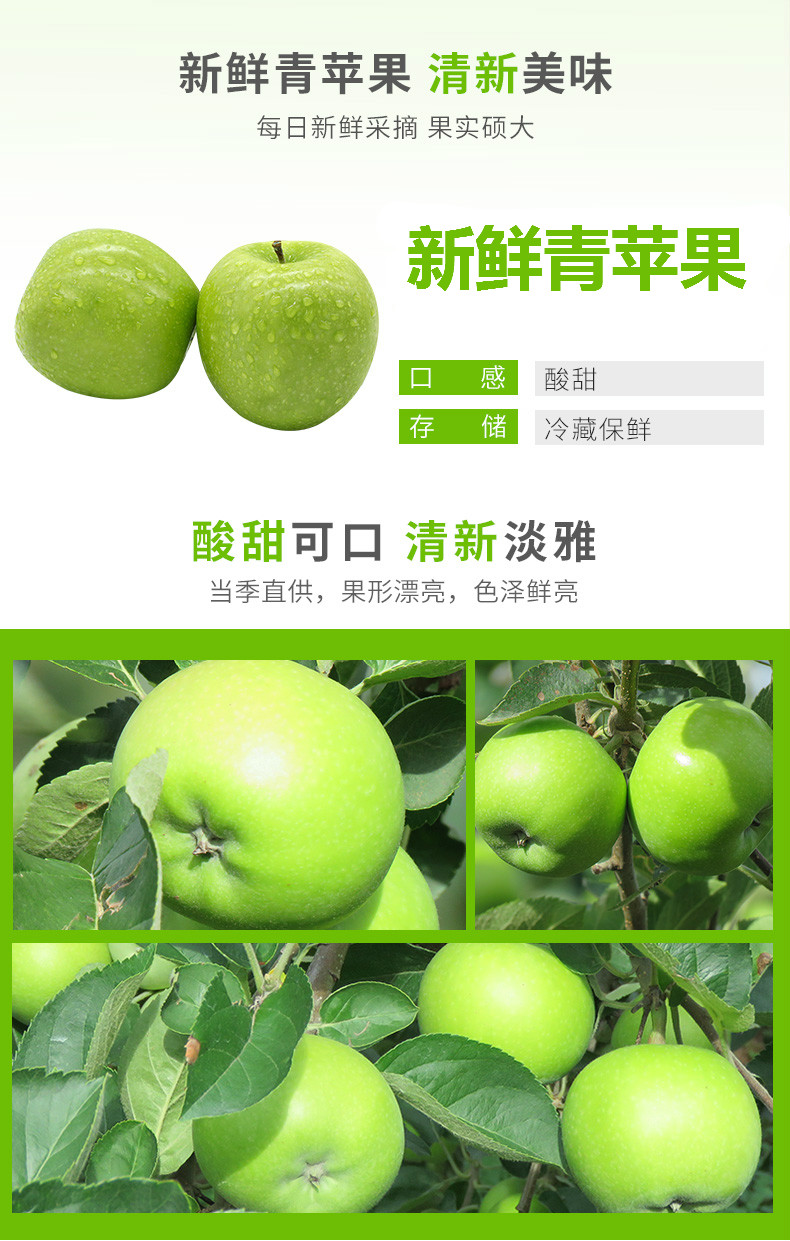 新鲜青苹果 清新美味
每日新鲜采摘 果实硕大
新鲜青苹果
口感 酸甜
存储 冷藏保鲜
酸甜可口 清新淡雅
当季直供，果形漂亮，色泽鲜亮